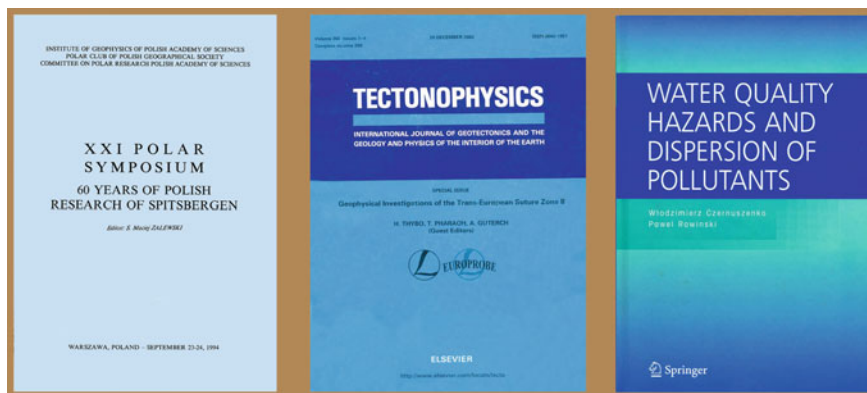 INSTITUTE OF GEOPHYSICS OF POLISH ACADEMY OF SCIENCES
POLAR CLUB OF POLISH GEOGRAPHICAL SOCIETY
COMMITTEE ON POLAR RESEARCH POLISH ACADEMY OF SCIENCES
XXI POLAR
SYMPOSIUM
60 YEARS OF POLISH
RESEARCH OF SPITSBERGEN
Editor: S. Maciej ZALEWSKI
WARSZAWA, POLAND – SEPTEMBER 23-24, 1994
DECEMBER
TECTONOPHYSICS
INTERNATIONAL JOURNAL OF GEOTECTONICS AND THE
GEOLOGY AND PHYSICS OF THE INTERIOR OF THE EARTH
SPECIAL ISSUE
Geophysical Investigations of the Trans-European Suture Zone II
H. THYBO, T. PHARAOH, A. GUTERCH
(Guest Editors)
EUROPROBE
ELSEVIER
WATER QUALITY
HAZARDS AND
DISPERSION OF
POLLUTANTS
Włodzimierz Czernuszenko
Paweł Rowinski
Springer